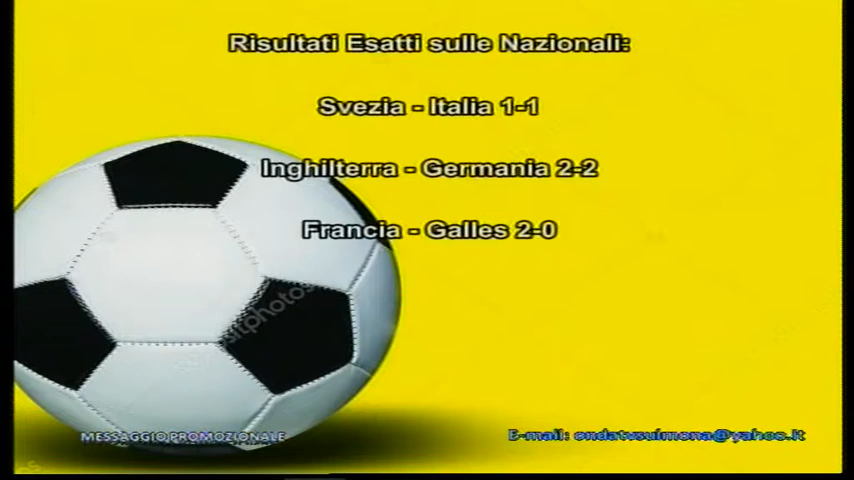 Risultati Esatti sulle Nazionali:
Svezia - Italia 1-1
Inghilterra - Germania 2-2
Francia - Galles 2-0
sitphotos
MESSAGGIO PROMOZIONALE
E-mail: ondatvsulmona@yahoo.it